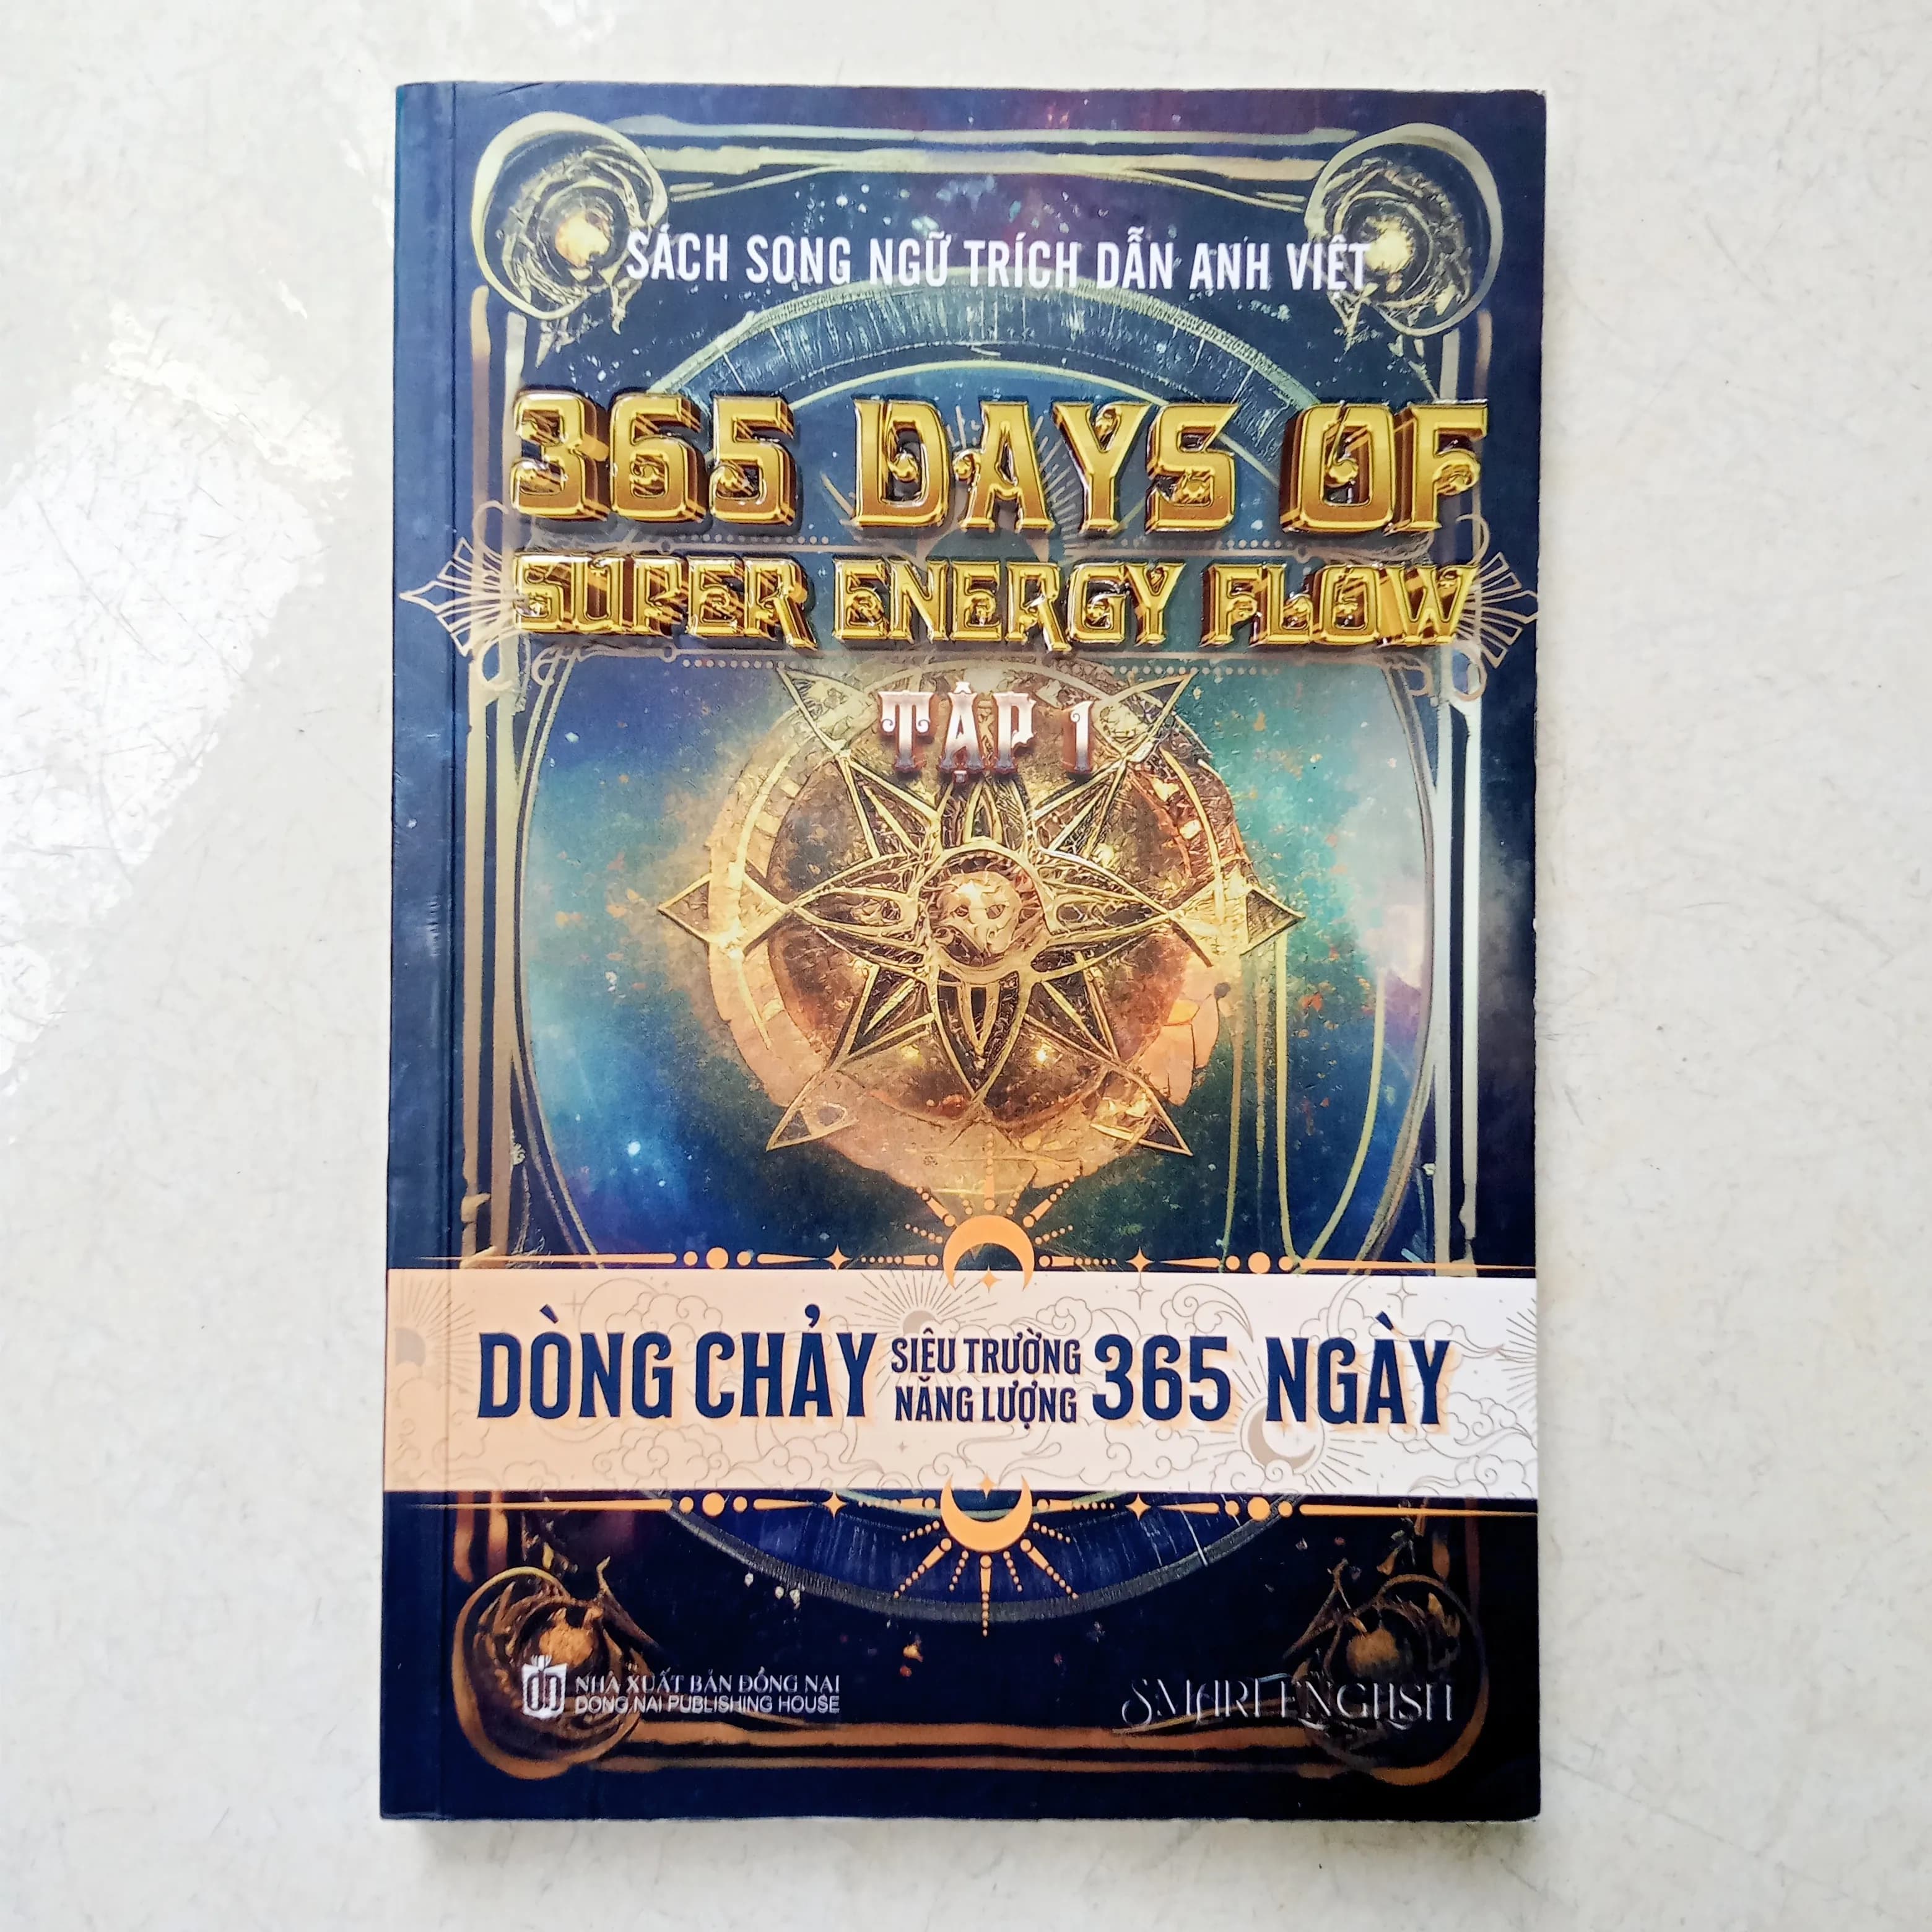 SÁCH SONG NGỮ TRÍCH DẪN ANH VIỆT
365 DAYS OF
SUPER ENERGY FLOW
TẬP 1
DÒNG CHẢY SIÊU TRƯỜNG NĂNG LƯỢNG 365 NGÀY
NHÀ XUẤT BẢN ĐỒNG NAI
DONG NAI PUBLISHING HOUSE
SMART ENGLISH